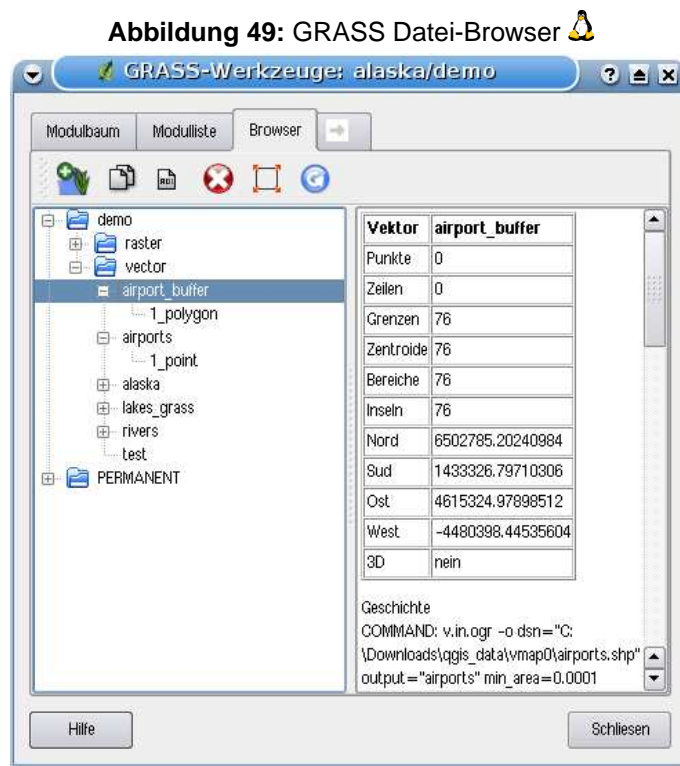 Abbildung 49: GRASS Datei-Browser
GRASS-Werkzeuge: alaska/demo
Modulbaum Modulliste Browser
demo
raster
vector
airport_buffer
1_polygon
airports
1_point
alaska
lakes_grass
rivers
test
PERMANENT
Vektor airport_buffer
Punkte 0
Zeilen 0
Grenzen 76
Zentroide 76
Bereiche 76
Inseln 76
Nord 6502785.20240984
Sud 1433326.79710306
Ost 4615324.97898512
West -4480398.44535604
3D nein
Geschichte
COMMAND: v.in.ogr -o dsn="C:
\Downloads\qgis_data\vmap0\airports.shp"
output="airports" min_area=0.0001
Hilfe Schliesen